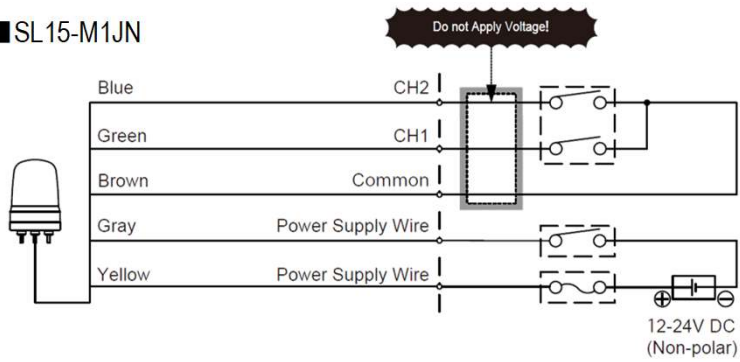 ■SL15-M1JN
Do not Apply Voltage!
Blue CH2
Green CH1
Brown Common
Gray Power Supply Wire
Yellow Power Supply Wire
⊕ ⊖
12-24V DC
(Non-polar)